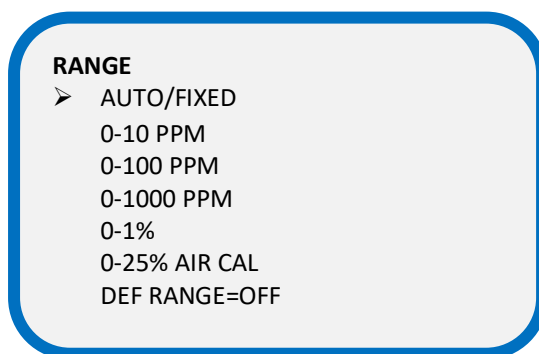 RANGE
➢ AUTO/FIXED
0-10 PPM
0-100 PPM
0-1000 PPM
0-1%
0-25% AIR CAL
DEF RANGE=OFF